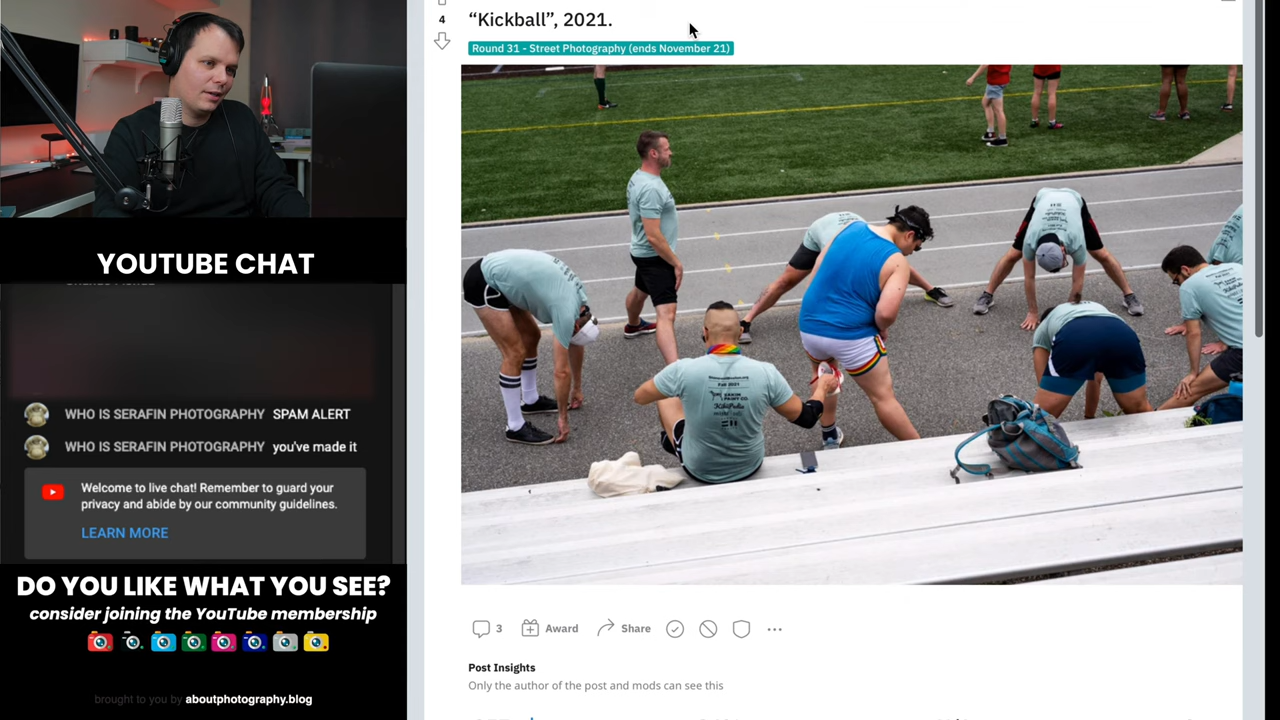 4
“Kickball”, 2021.
Round 31 - Street Photography (ends November 21)
YOUTUBE CHAT
WHO IS SERAFIN PHOTOGRAPHY SPAM ALERT
WHO IS SERAFIN PHOTOGRAPHY you've made it
Welcome to live chat! Remember to guard your
privacy and abide by our community guidelines.
LEARN MORE
DO YOU LIKE WHAT YOU SEE?
consider joining the YouTube membership
brought to you by aboutphotography.blog
3 Award Share
Post Insights
Only the author of the post and mods can see this